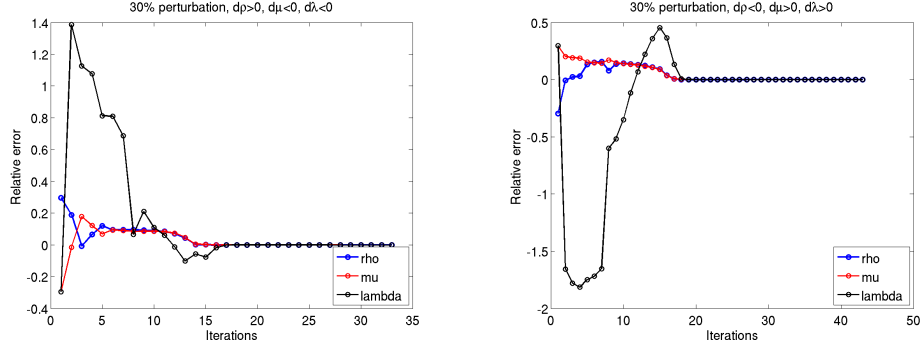 30% perturbation, dρ>0, dμ<0, dλ<0
1.4
1.2
1
0.8
0.6
0.4
0.2
0
-0.2
-0.4
Relative error
0
5
10
15
20
25
30
35
Iterations
rho
mu
lambda
30% perturbation, dρ<0, dμ>0, dλ>0
0.5
0
-0.5
-1
-1.5
-2
Relative error
0
10
20
30
40
50
Iterations
rho
mu
lambda